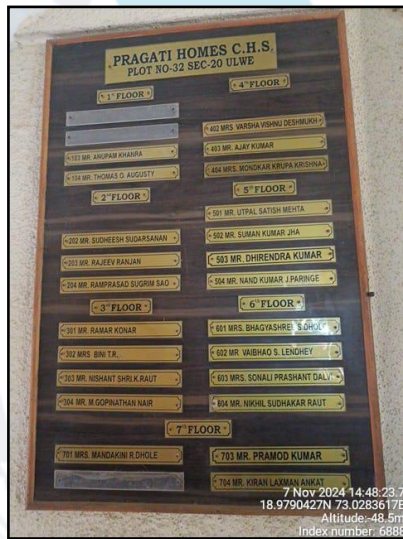 PRAGATI HOMES C.H.S.
PLOT NO-32 SEC-20 ULWE
1ST FLOOR
103 MR. ANUPAM KHANRA
104 MR. THOMAS O. AUGUSTY
2ND FLOOR
202 MR. SUDHEESH SUDARSANAN
203 MR. RAJEEV RANJAN
204 MR. RAMPRASAD SUGRIM SAO
3RD FLOOR
301 MR. RAMAR KONAR
302 MRS BINI T.R.
303 MR. NISHANT SHRI.K.RAUT
304 MR. M.GOPINATHAN NAIR
4TH FLOOR
402 MRS VARSHA VISHNU DESHMUKH
403 MR. AJAY KUMAR
404 MRS. MONDKAR KRUPA KRISHNA
5TH FLOOR
501 MR. UTPAL SATISH MEHTA
502 MR. SUMAN KUMAR JHA
503 MR. DHIRENDRA KUMAR
504 MR. NAND KUMAR J.PARINGE
6TH FLOOR
601 MRS. BHAGYASHREE S.DHOLE
602 MR VAIBHAO S. LENDHEY
603 MRS. SONALI PRASHANT DALVI
604 MR. NIKHIL SUDHAKAR RAUT
7TH FLOOR
701 MRS. MANDAKINI R.DHOLE
703 MR. PRAMOD KUMAR
704 MR. KIRAN LAXMAN ANKAT
7 Nov 2024 14:48:23.7
18.9790427N 73.0283617E
Altitude:-48.5m
Index number: 6888